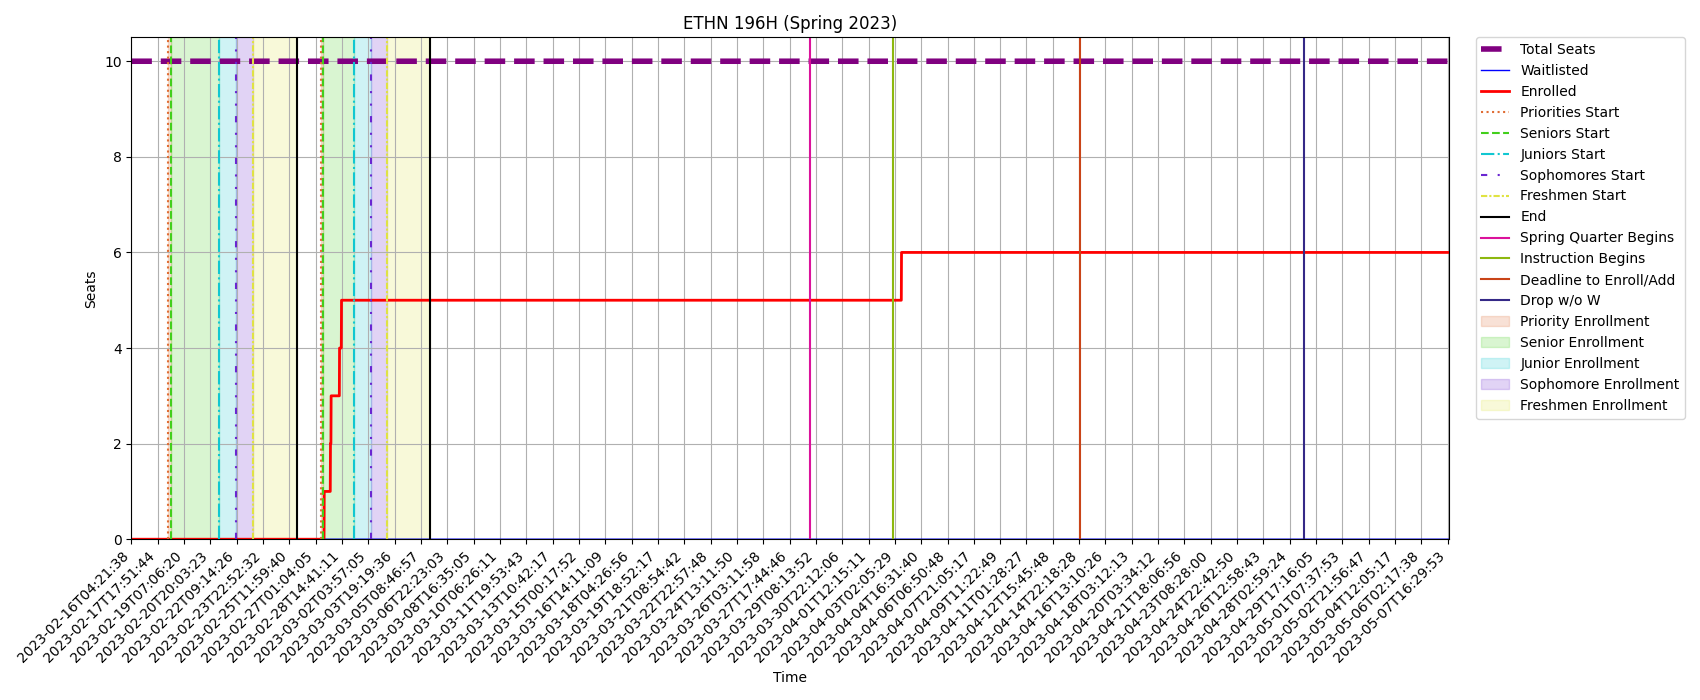 ETHN 196H (Spring 2023)
10
8
6
4
2
0
Seats
2023-02-16T04:21:38
2023-02-17T17:51:44
2023-02-19T07:06:20
2023-02-20T20:03:23
2023-02-22T09:14:26
2023-02-23T22:52:32
2023-02-25T11:59:40
2023-02-27T01:04:05
2023-02-28T14:41:11
2023-03-02T03:57:05
2023-03-03T19:19:36
2023-03-05T08:46:57
2023-03-06T22:23:03
2023-03-08T16:35:05
2023-03-10T06:26:11
2023-03-11T19:53:43
2023-03-13T10:42:17
2023-03-15T00:17:52
2023-03-16T14:11:09
2023-03-18T04:26:56
2023-03-19T18:52:17
2023-03-21T08:54:42
2023-03-22T22:57:48
2023-03-24T13:11:50
2023-03-26T03:11:58
2023-03-27T17:44:46
2023-03-29T08:13:52
2023-03-30T22:12:06
2023-04-01T12:15:11
2023-04-03T02:05:29
2023-04-04T16:31:40
2023-04-06T06:50:48
2023-04-07T21:05:17
2023-04-09T11:22:49
2023-04-11T01:28:27
2023-04-12T15:45:48
2023-04-14T22:18:28
2023-04-16T13:10:26
2023-04-18T03:12:13
2023-04-20T03:34:12
2023-04-21T18:06:56
2023-04-23T08:28:00
2023-04-24T22:42:50
2023-04-26T12:58:43
2023-04-28T02:59:24
2023-04-29T17:16:05
2023-05-01T07:37:53
2023-05-02T21:56:47
2023-05-04T12:05:17
2023-05-06T02:17:38
2023-05-07T16:29:53
Time
Total Seats
Waitlisted
Enrolled
Priorities Start
Seniors Start
Juniors Start
Sophomores Start
Freshmen Start
End
Spring Quarter Begins
Instruction Begins
Deadline to Enroll/Add
Drop w/o W
Priority Enrollment
Senior Enrollment
Junior Enrollment
Sophomore Enrollment
Freshmen Enrollment